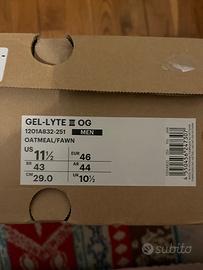 GEL-LYTE III OG
1201A832-251 MEN
OATMEAL/FAWN
US 11½ EUR 46
BR 43 AR 44
CM 29.0 UK 10½
subito